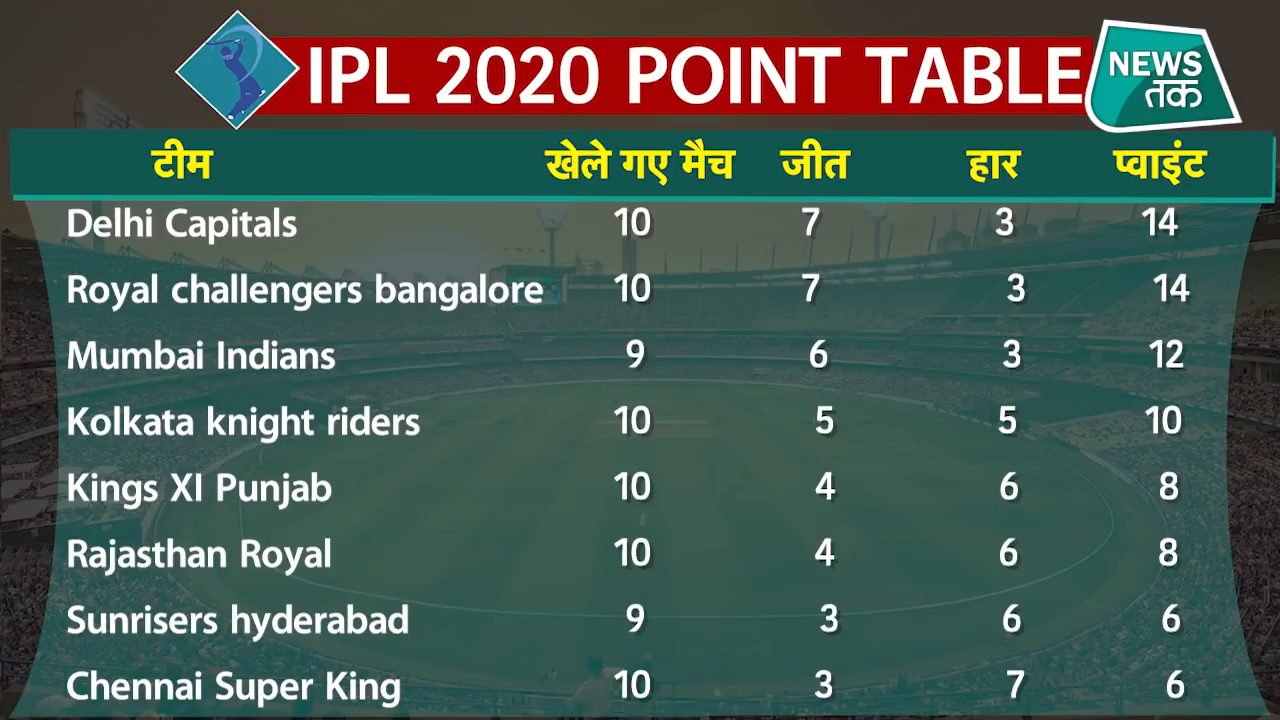 IPL 2020 POINT TABLE
NEWS
तक
टीम खेले गए मैच जीत हार प्वाइंट
Delhi Capitals 10 7 3 14
Royal challengers bangalore 10 7 3 14
Mumbai Indians 9 6 3 12
Kolkata knight riders 10 5 5 10
Kings XI Punjab 10 4 6 8
Rajasthan Royal 10 4 6 8
Sunrisers hyderabad 9 3 6 6
Chennai Super King 10 3 7 6